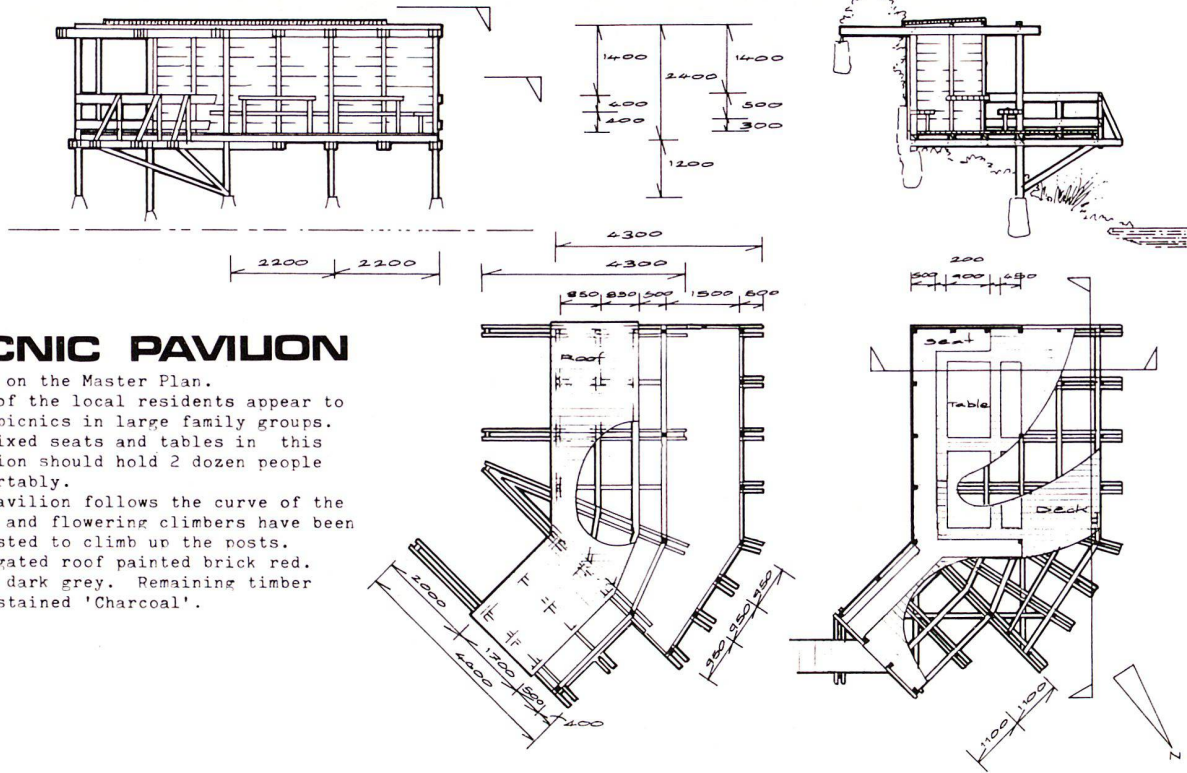 1400
2400
1400
400
400
500
300
1200
4300
4300
2200
2200
850
850
500
1500
500
200
500
900
450
CNIC PAVILION
on the Master Plan.
of the local residents appear to
picnics in large family groups.
ixed seats and tables in this
ion should hold 2 dozen people
rtably.
avilion follows the curve of the
and flowering climbers have been
sted to climb up the posts.
gated roof painted brick red.
dark grey. Remaining timber
stained 'Charcoal'.
Roof
Seat
Table
Deck
2000
1700
500
400
950
950
950
1100
1100
N